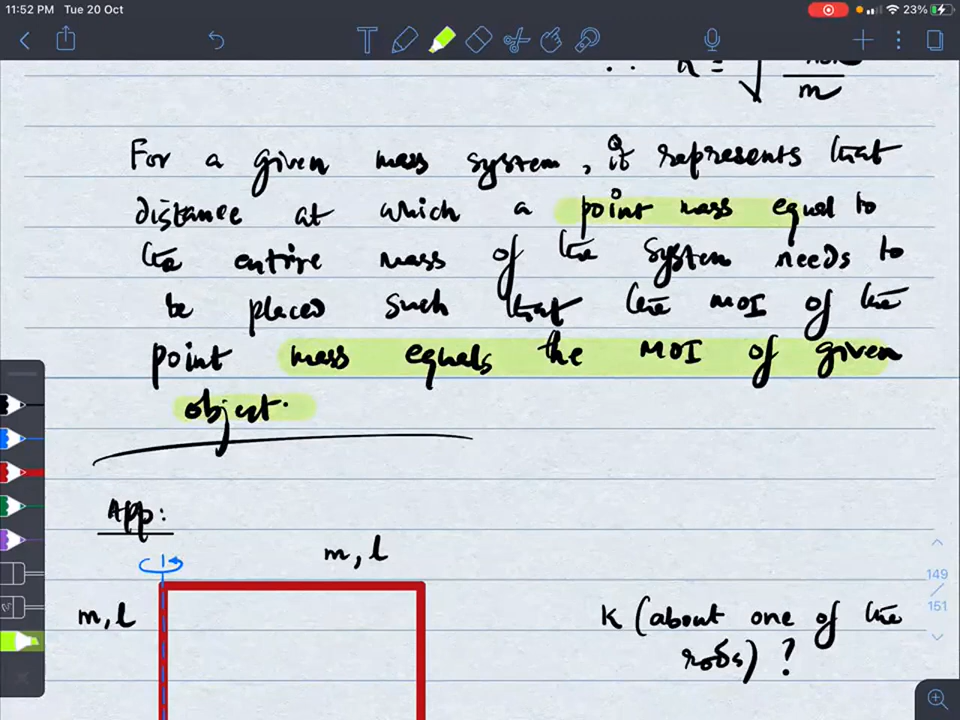 11:52 PM Tue 20 Oct
23%
T
m
For a given mass system, it represents that
distance at which a point mass equal to
the entire mass of the system needs to
be placed such that the MOI of the
point mass equals the MOI of given
object.
App:
m, l
m, l
K (about one of the
rods) ?
149
/
151